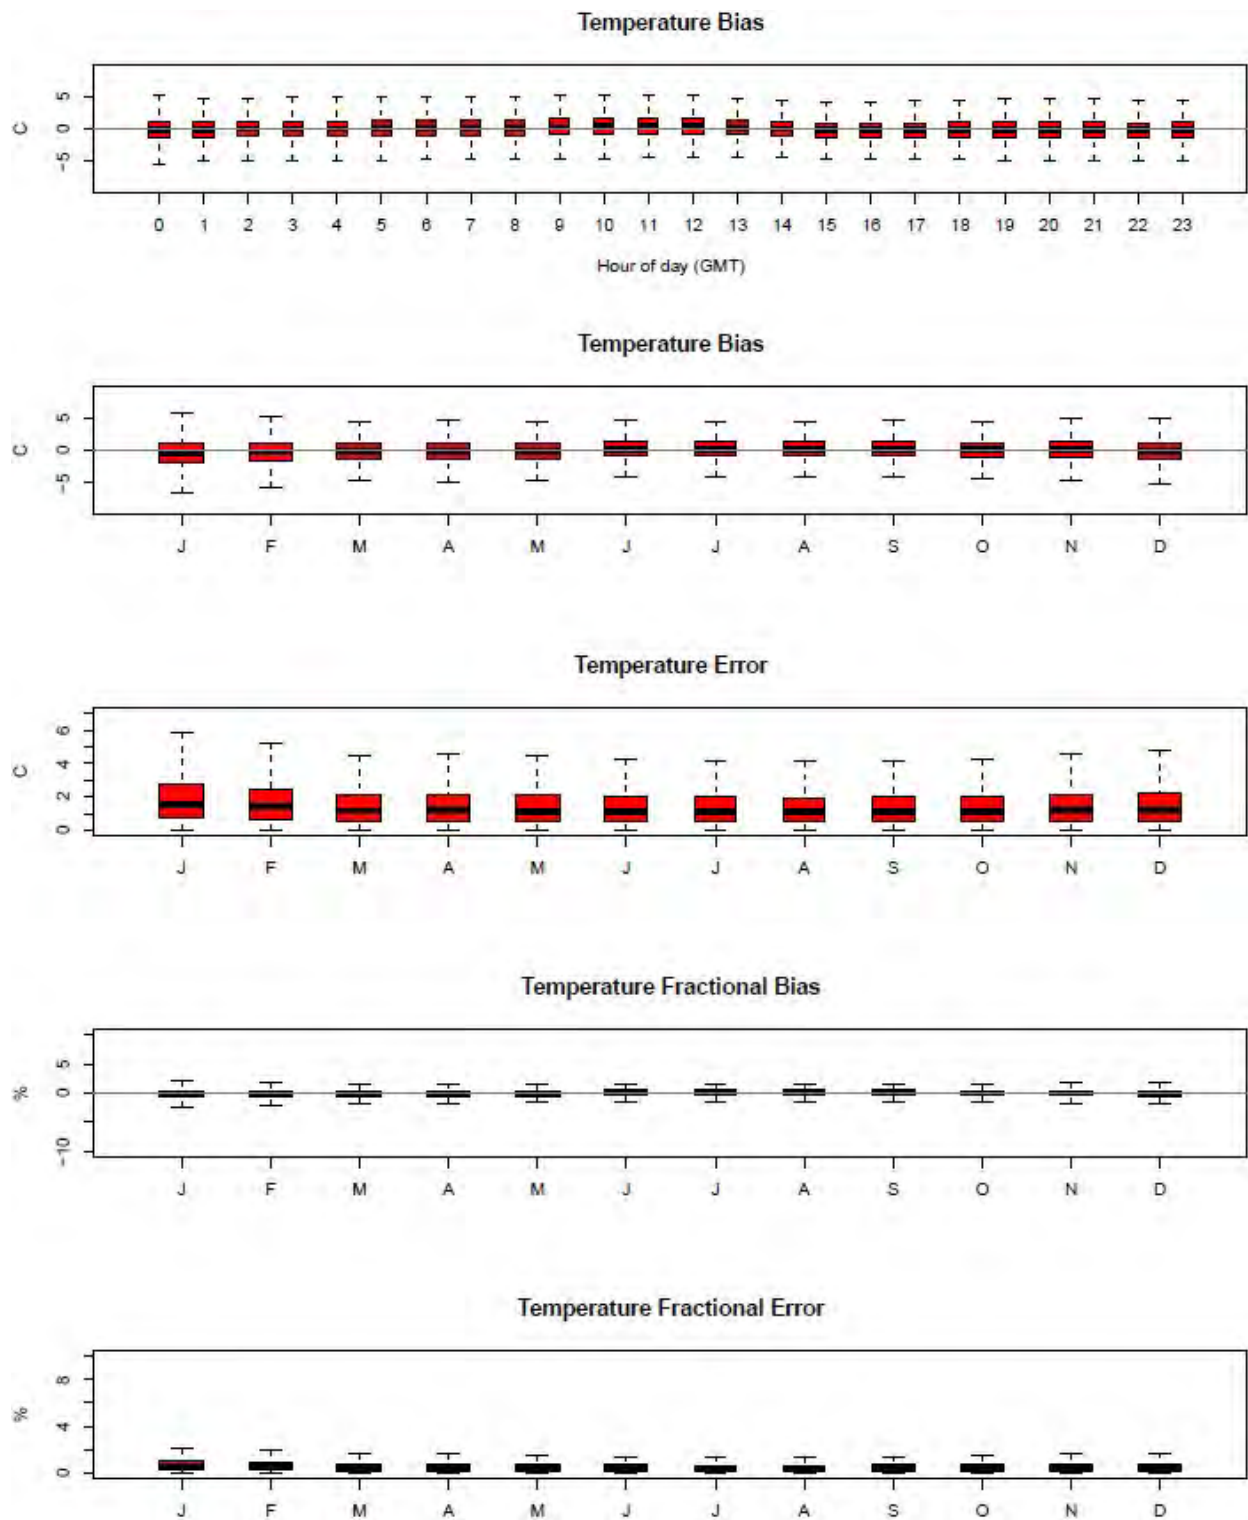 Temperature Bias
C
5
0
−5
0 1 2 3 4 5 6 7 8 9 10 11 12 13 14 15 16 17 18 19 20 21 22 23
Hour of day (GMT)
Temperature Bias
C
5
0
−5
J F M A M J J A S O N D
Temperature Error
C
6
4
2
0
J F M A M J J A S O N D
Temperature Fractional Bias
%
5
0
−10
J F M A M J J A S O N D
Temperature Fractional Error
%
8
4
0
J F M A M J J A S O N D